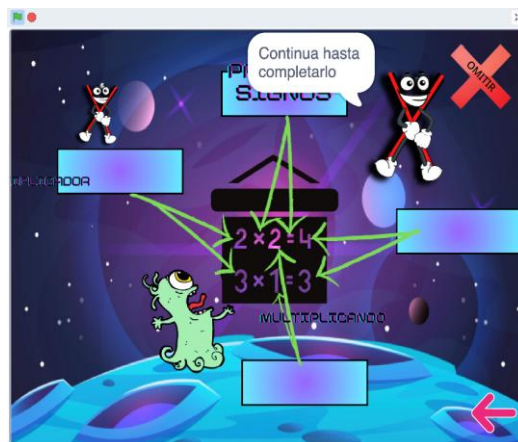 Continua hasta
completarlo
SIGNOS
OMITIR
2×2=4
3×1=3
MULTIPLICANDO